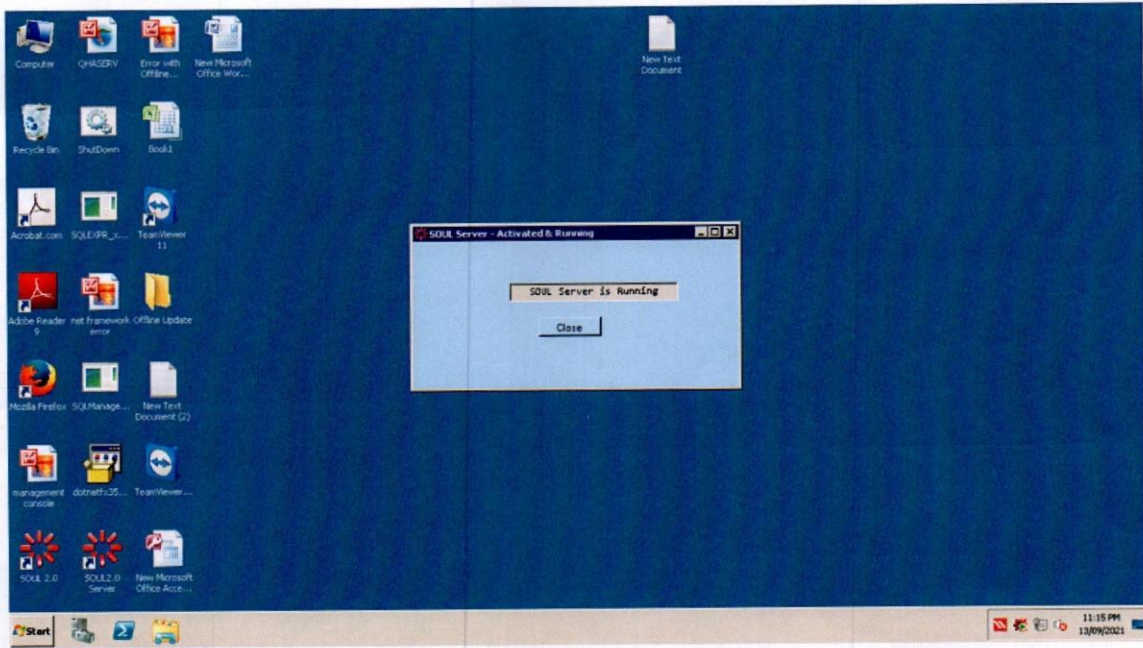 Computer
QHASERV
Error with
Offline...
New Microsoft
Office Wor...
New Text
Document
Recycle Bin
ShutDown
Book1
Acrobat.com
SQLEXPR_x...
TeamViewer
11
SOUL Server - Activated & Running
SOUL Server is Running
Close
Adobe Reader
9
net framework
error
Offline Update
Mozilla Firefox
SQLManage...
New Text
Document (2)
management
console
dotnetfx35...
TeamViewer...
SOUL 2.0
SOUL2.0
Server
New Microsoft
Office Acce...
Start
11:15 PM
13/09/2021